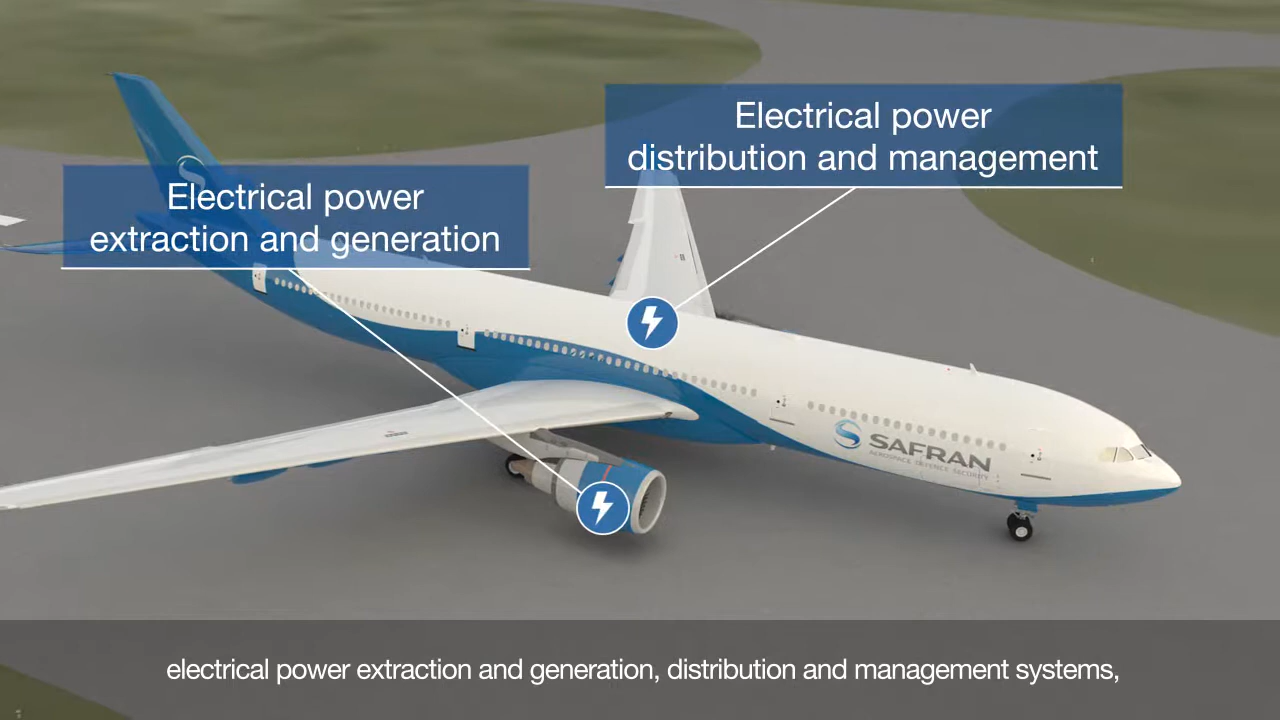 Electrical power
distribution and management
Electrical power
extraction and generation
SAFRAN
AEROSPACE DEFENCE SECURITY
electrical power extraction and generation, distribution and management systems,